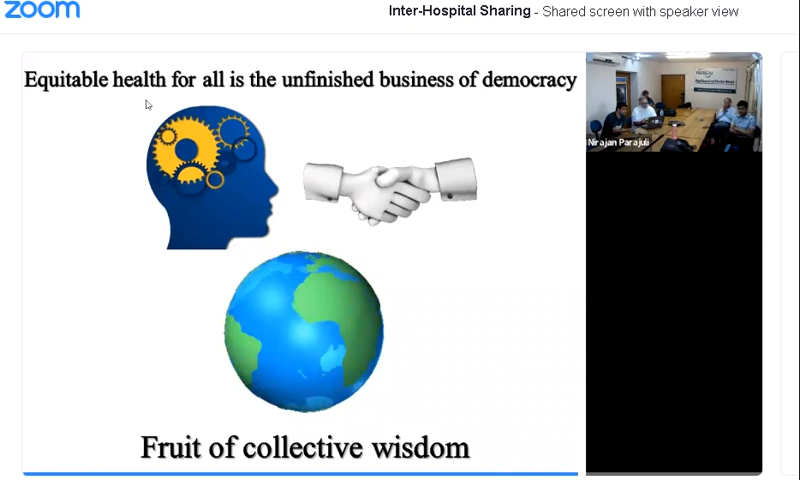 zoom
Inter-Hospital Sharing - Shared screen with speaker view
Equitable health for all is the unfinished business of democracy
Nirajan Parajuli
Fruit of collective wisdom